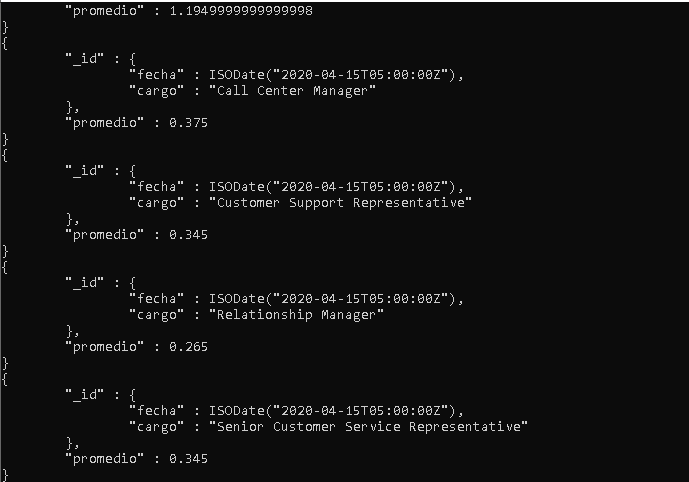 "promedio" : 1.1949999999999998
}
{
"_id" : {
"fecha" : ISODate("2020-04-15T05:00:00Z"),
"cargo" : "Call Center Manager"
},
"promedio" : 0.375
}
{
"_id" : {
"fecha" : ISODate("2020-04-15T05:00:00Z"),
"cargo" : "Customer Support Representative"
},
"promedio" : 0.345
}
{
"_id" : {
"fecha" : ISODate("2020-04-15T05:00:00Z"),
"cargo" : "Relationship Manager"
},
"promedio" : 0.265
}
{
"_id" : {
"fecha" : ISODate("2020-04-15T05:00:00Z"),
"cargo" : "Senior Customer Service Representative"
},
"promedio" : 0.345
}